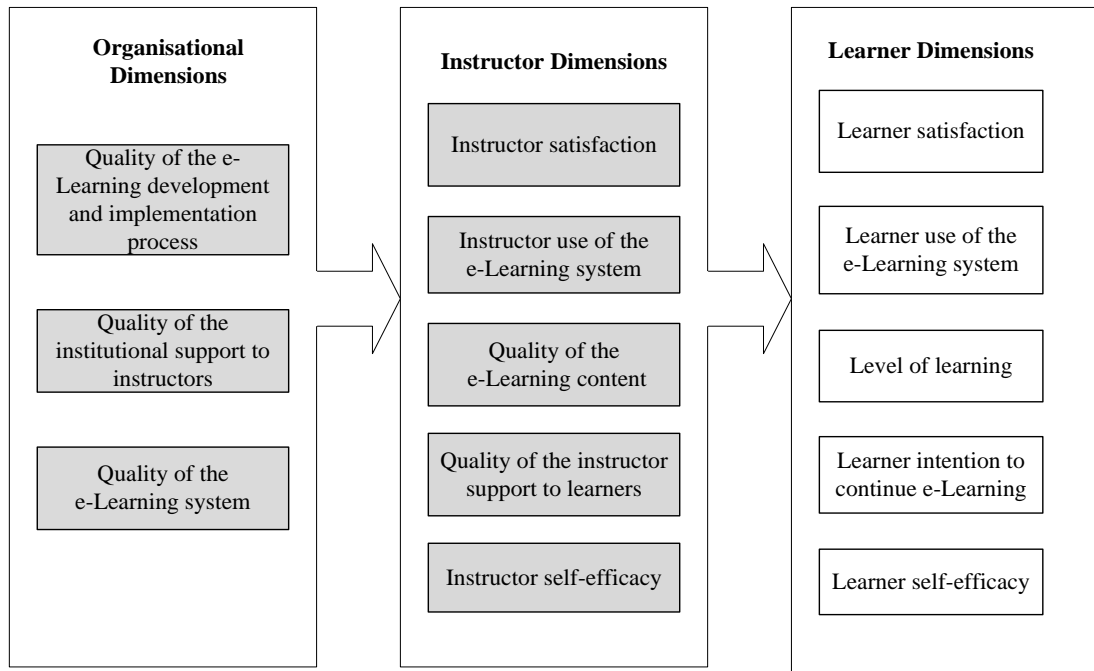 Organisational
Dimensions
Quality of the e-
Learning development
and implementation
process
Quality of the
institutional support to
instructors
Quality of the
e-Learning system
Instructor Dimensions
Instructor satisfaction
Instructor use of the
e-Learning system
Quality of the
e-Learning content
Quality of the instructor
support to learners
Instructor self-efficacy
Learner Dimensions
Learner satisfaction
Learner use of the
e-Learning system
Level of learning
Learner intention to
continue e-Learning
Learner self-efficacy